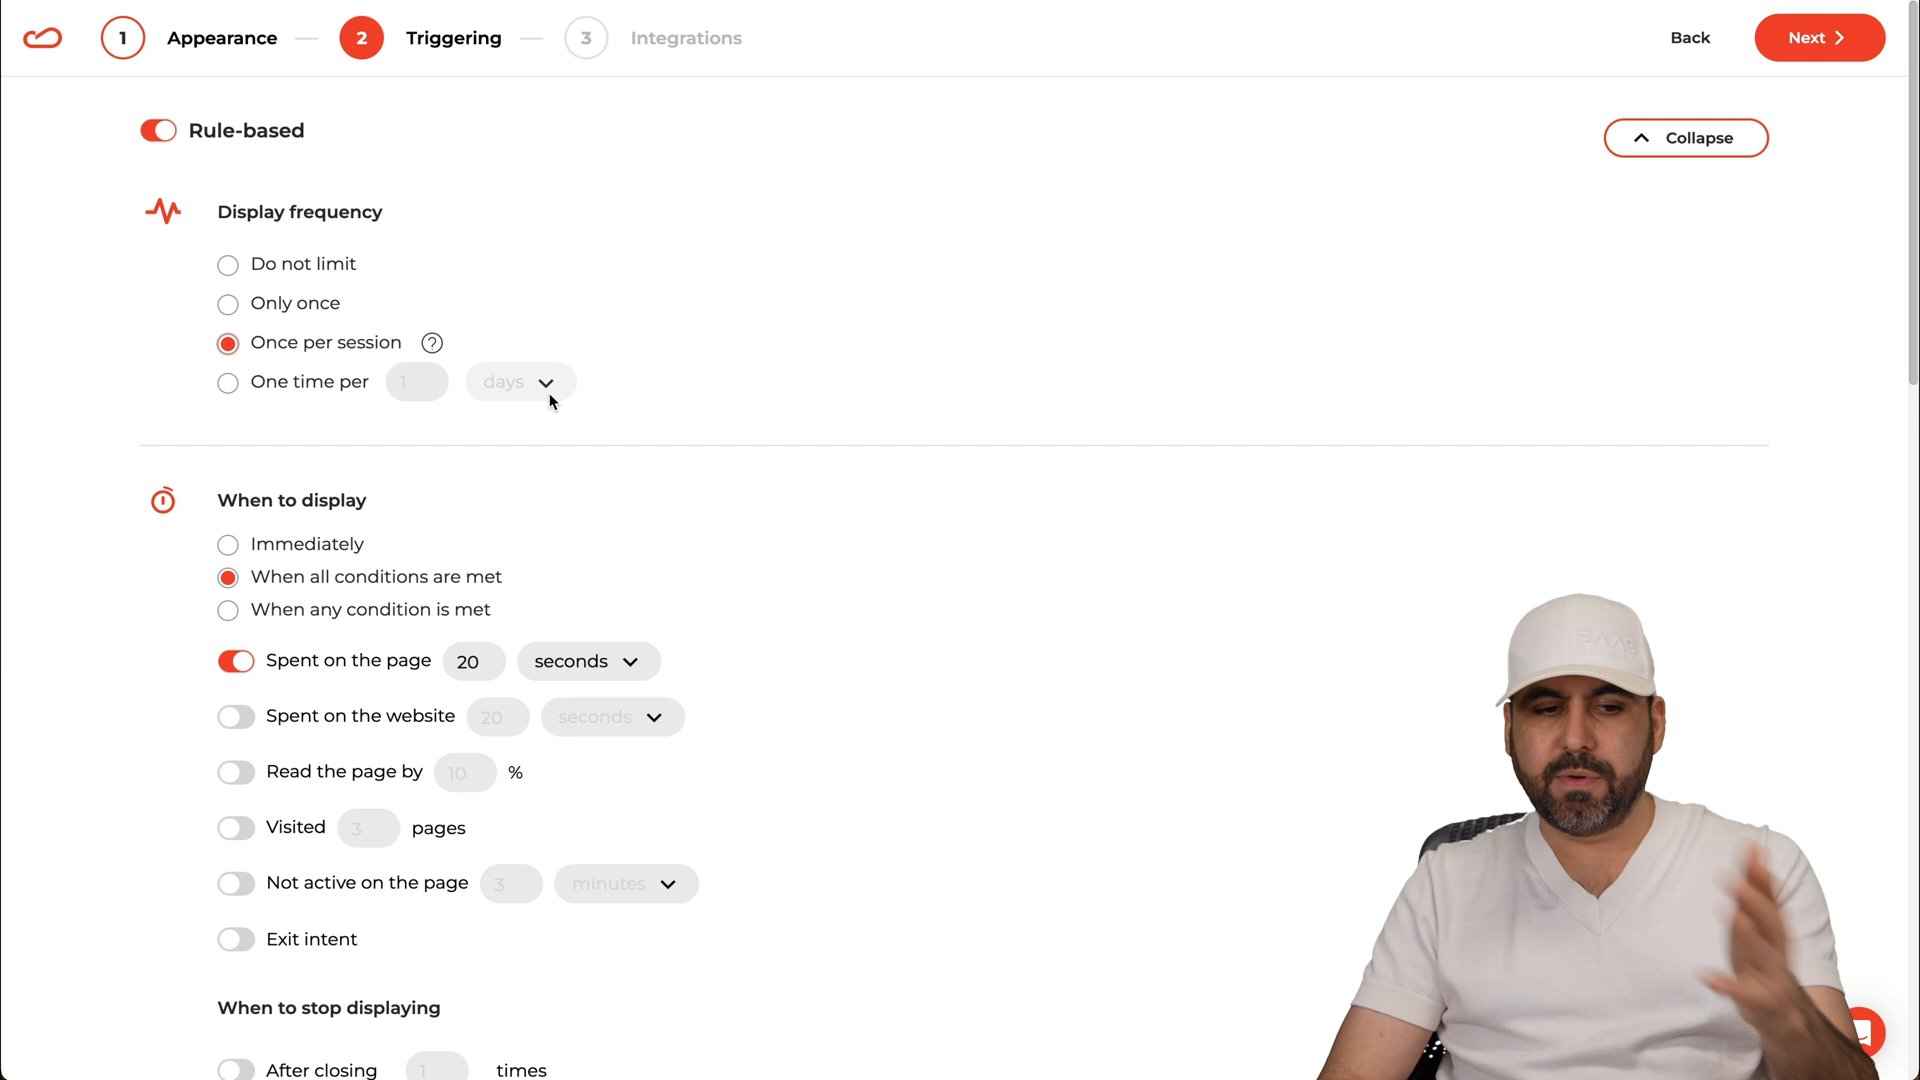 1 Appearance 2 Triggering 3 Integrations Back Next
Rule-based Collapse
Display frequency
Do not limit
Only once
Once per session ?
One time per 1 days
When to display
Immediately
When all conditions are met
When any condition is met
Spent on the page 20 seconds
Spent on the website 20 seconds
Read the page by 10 %
Visited 3 pages
Not active on the page 3 minutes
Exit intent
When to stop displaying
After closing 1 times